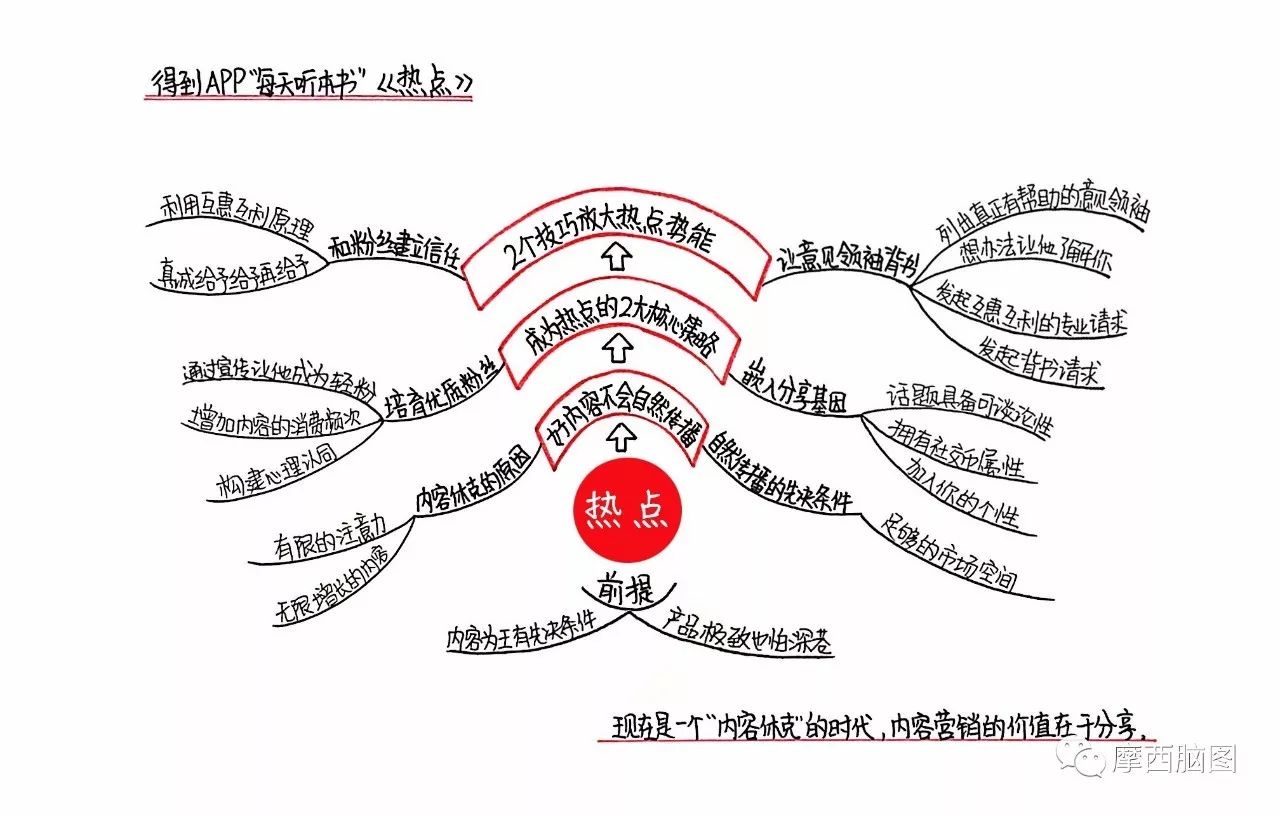 得到APP“每天听本书”《热点》
2个技巧放大热点势能
和粉丝建立信任
利用互惠互利原理
真成给予给予再给予
让意见领袖背书
列出真正有帮助的意见领袖
想办法让他了解你
发起互惠互利的专业请求
发起背书请求
成为热点的2大核心策略
培育优质粉丝
通过宣传让他成为轻粉
增加内容的消费频次
构建心理认同
嵌入分享基因
话题具备可谈论性
拥有社交币属性
加入你的个性
好内容不会自然传播
内容休克的原因
有限的注意力
无限增长的内容
自然传播的先决条件
足够的市场空间
热点
前提
内容为王有先决条件
产品极致也怕深巷
现在是一个“内容休克”的时代,内容营销的价值在于分享.
摩西脑图